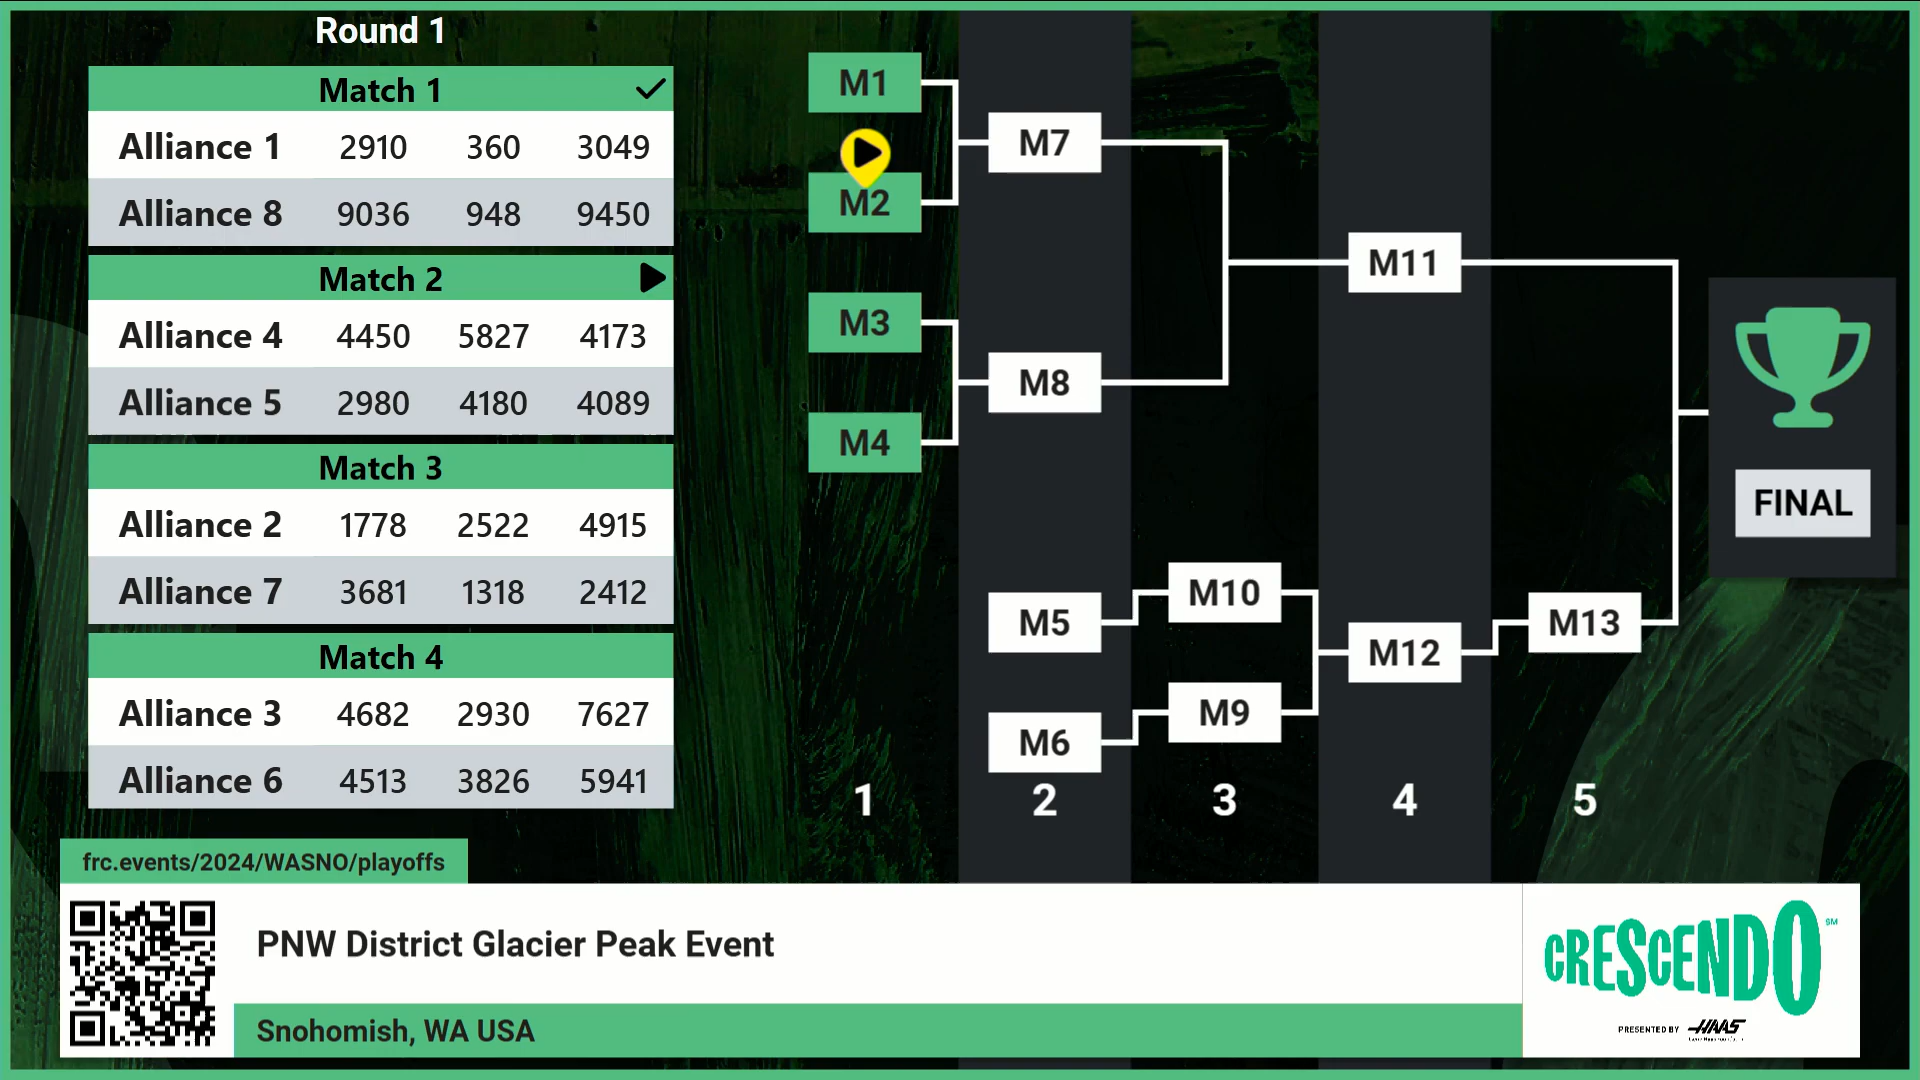 Round 1
Match 1
Alliance 1 2910 360 3049
Alliance 8 9036 948 9450
Match 2
Alliance 4 4450 5827 4173
Alliance 5 2980 4180 4089
Match 3
Alliance 2 1778 2522 4915
Alliance 7 3681 1318 2412
Match 4
Alliance 3 4682 2930 7627
Alliance 6 4513 3826 5941
M1
M7
M2
M11
M3
M8
M4
FINAL
M10
M5
M13
M12
M9
M6
1 2 3 4 5
frc.events/2024/WASNO/playoffs
PNW District Glacier Peak Event
Snohomish, WA USA
CRESCENDO SM
PRESENTED BY HAAS